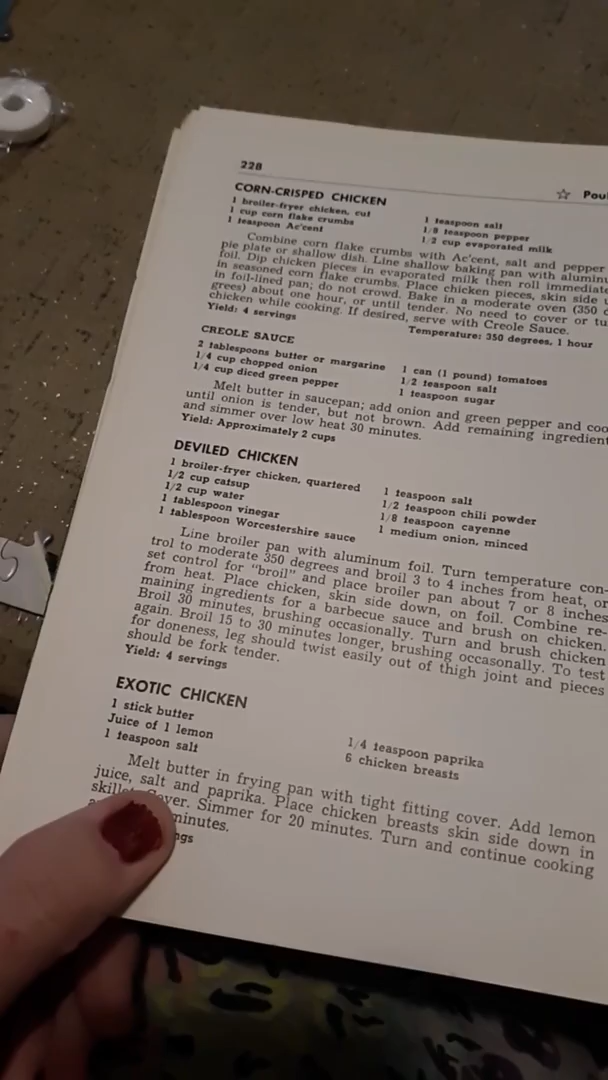 228
☆ Poul
CORN-CRISPED CHICKEN
1 broiler-fryer chicken, cut
1 cup corn flake crumbs
1 teaspoon Ac'cent
1 teaspoon salt
1/8 teaspoon pepper
1/2 cup evaporated milk
Combine corn flake crumbs with Ac'cent, salt and pepper
pie plate or shallow dish. Line shallow baking pan with aluminu
foil. Dip chicken pieces in evaporated milk then roll immediate
in seasoned corn flake crumbs. Place chicken pieces, skin side
in foil-lined pan; do not crowd. Bake in a moderate oven (350 d
grees) about one hour, or until tender. No need to cover or tu
chicken while cooking. If desired, serve with Creole Sauce.
Yield: 4 servings
Temperature: 350 degrees, 1 hour
CREOLE SAUCE
2 tablespoons butter or margarine
1/4 cup chopped onion
1/4 cup diced green pepper
1 can (1 pound) tomatoes
1/2 teaspoon salt
1 teaspoon sugar
Melt butter in saucepan; add onion and green pepper and coo
until onion is tender, but not brown. Add remaining ingredient
and simmer over low heat 30 minutes.
Yield: Approximately 2 cups
DEVILED CHICKEN
1 broiler-fryer chicken, quartered
1/2 cup catsup
1/2 cup water
1 tablespoon vinegar
1 tablespoon Worcestershire sauce
1 teaspoon salt
1/2 teaspoon chili powder
1/8 teaspoon cayenne
1 medium onion, minced
Line broiler pan with aluminum foil. Turn temperature con-
trol to moderate 350 degrees and broil 3 to 4 inches from heat, or
set control for "broil" and place broiler pan about 7 or 8 inches
from heat. Place chicken, skin side down, on foil. Combine re-
maining ingredients for a barbecue sauce and brush on chicken.
Broil 30 minutes, brushing occasionally. Turn and brush chicken
again. Broil 15 to 30 minutes longer, brushing occasonally. To test
for doneness, leg should twist easily out of thigh joint and pieces
should be fork tender.
Yield: 4 servings
EXOTIC CHICKEN
1 stick butter
Juice of 1 lemon
1 teaspoon salt
1/4 teaspoon paprika
6 chicken breasts
Melt butter in frying pan with tight fitting cover. Add lemon
juice, salt and paprika. Place chicken breasts skin side down in
skillet. Cover. Simmer for 20 minutes. Turn and continue cooking
minutes.
ngs